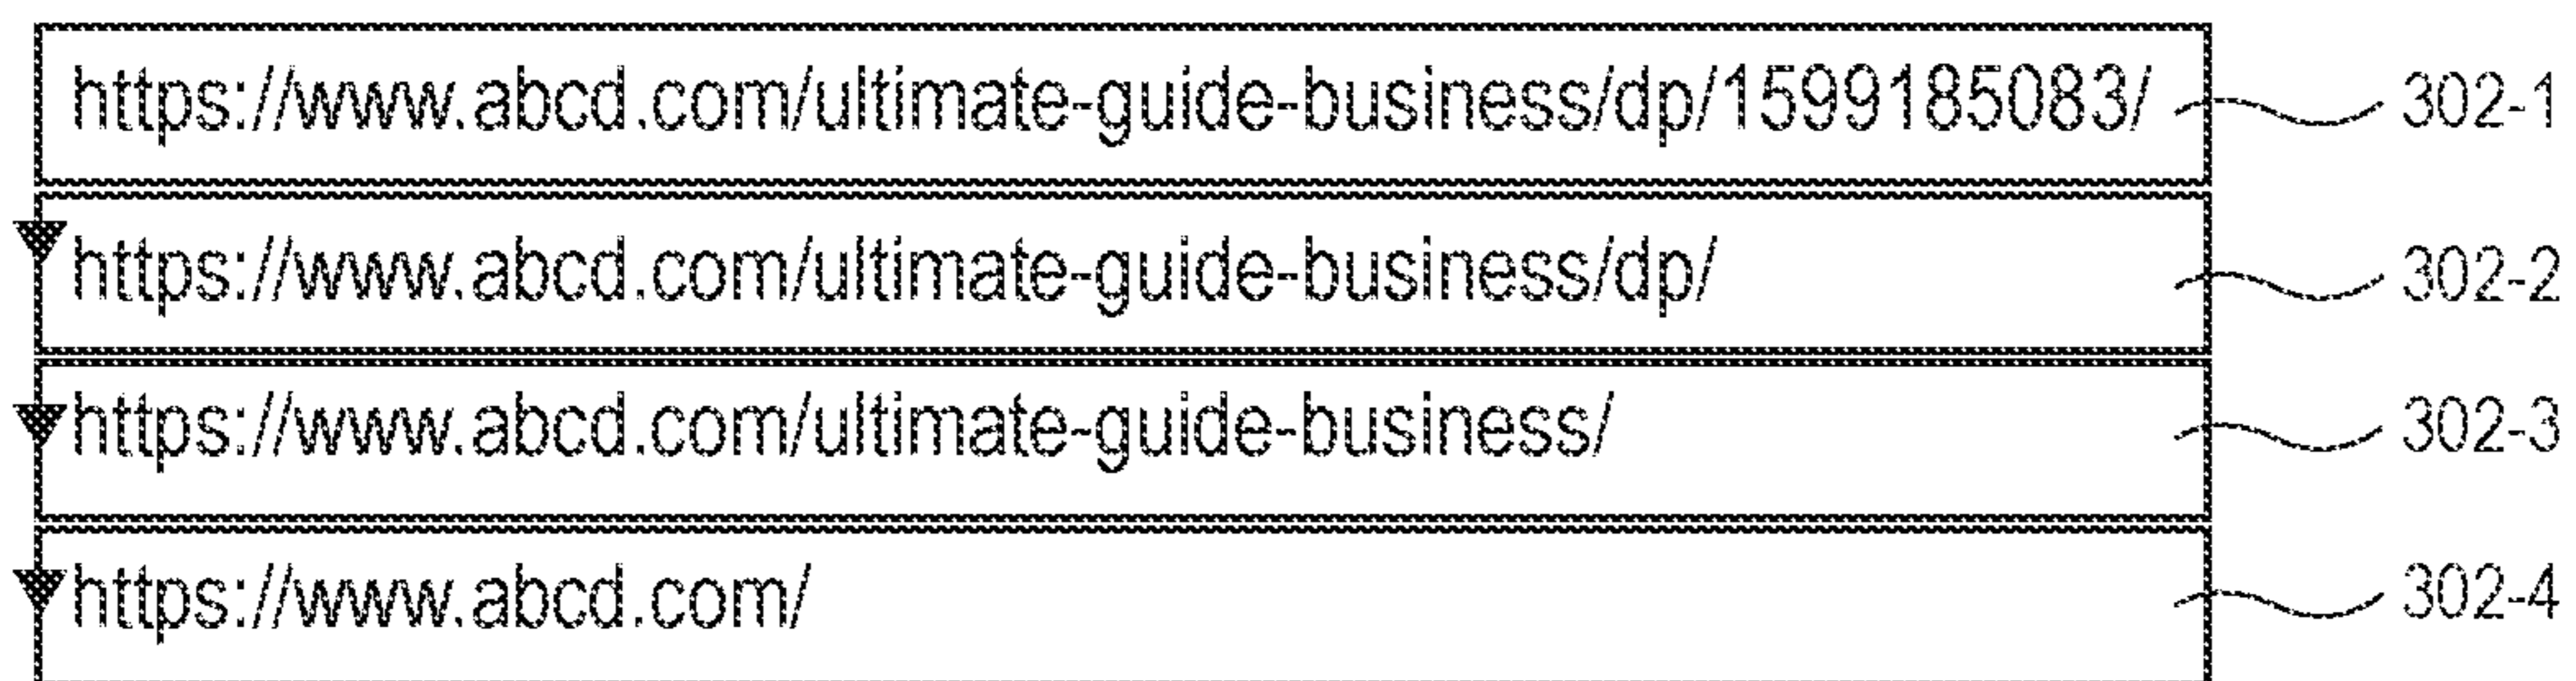 https://www.abcd.com/ultimate-guide-business/dp/1599185083/ 302-1
https://www.abcd.com/ultimate-guide-business/dp/ 302-2
https://www.abcd.com/ultimate-guide-business/ 302-3
https://www.abcd.com/ 302-4